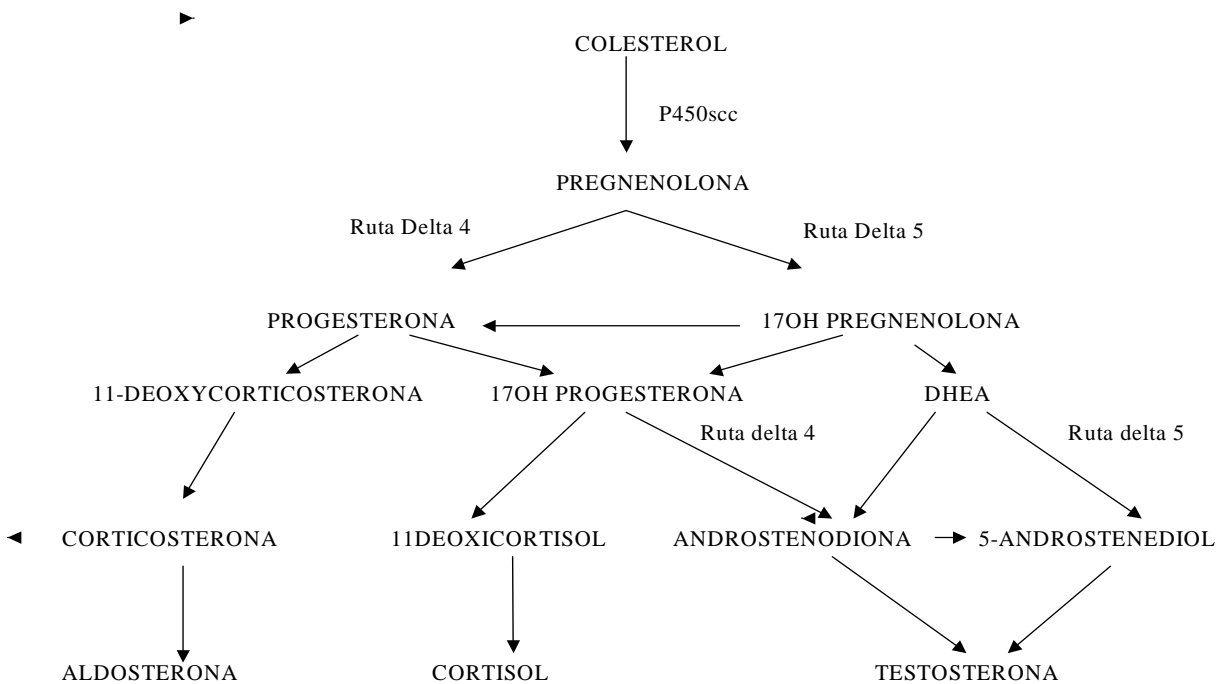 COLESTEROL
P450scc
PREGNENOLONA
Ruta Delta 4
Ruta Delta 5
PROGESTERONA
17OH PREGNENOLONA
11-DEOXYCORTICOSTERONA
17OH PROGESTERONA
DHEA
Ruta delta 4
Ruta delta 5
CORTICOSTERONA
11DEOXICORTISOL
ANDROSTENODIONA
5-ANDROSTENEDIOL
ALDOSTERONA
CORTISOL
TESTOSTERONA